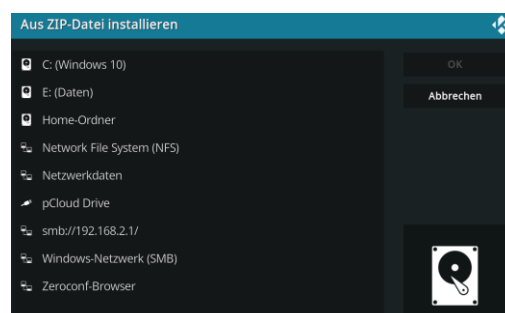 Aus ZIP-Datei installieren
C: (Windows 10)
E: (Daten)
Home-Ordner
Network File System (NFS)
Netzwerkdaten
pCloud Drive
smb://192.168.2.1/
Windows-Netzwerk (SMB)
Zeroconf-Browser
OK
Abbrechen